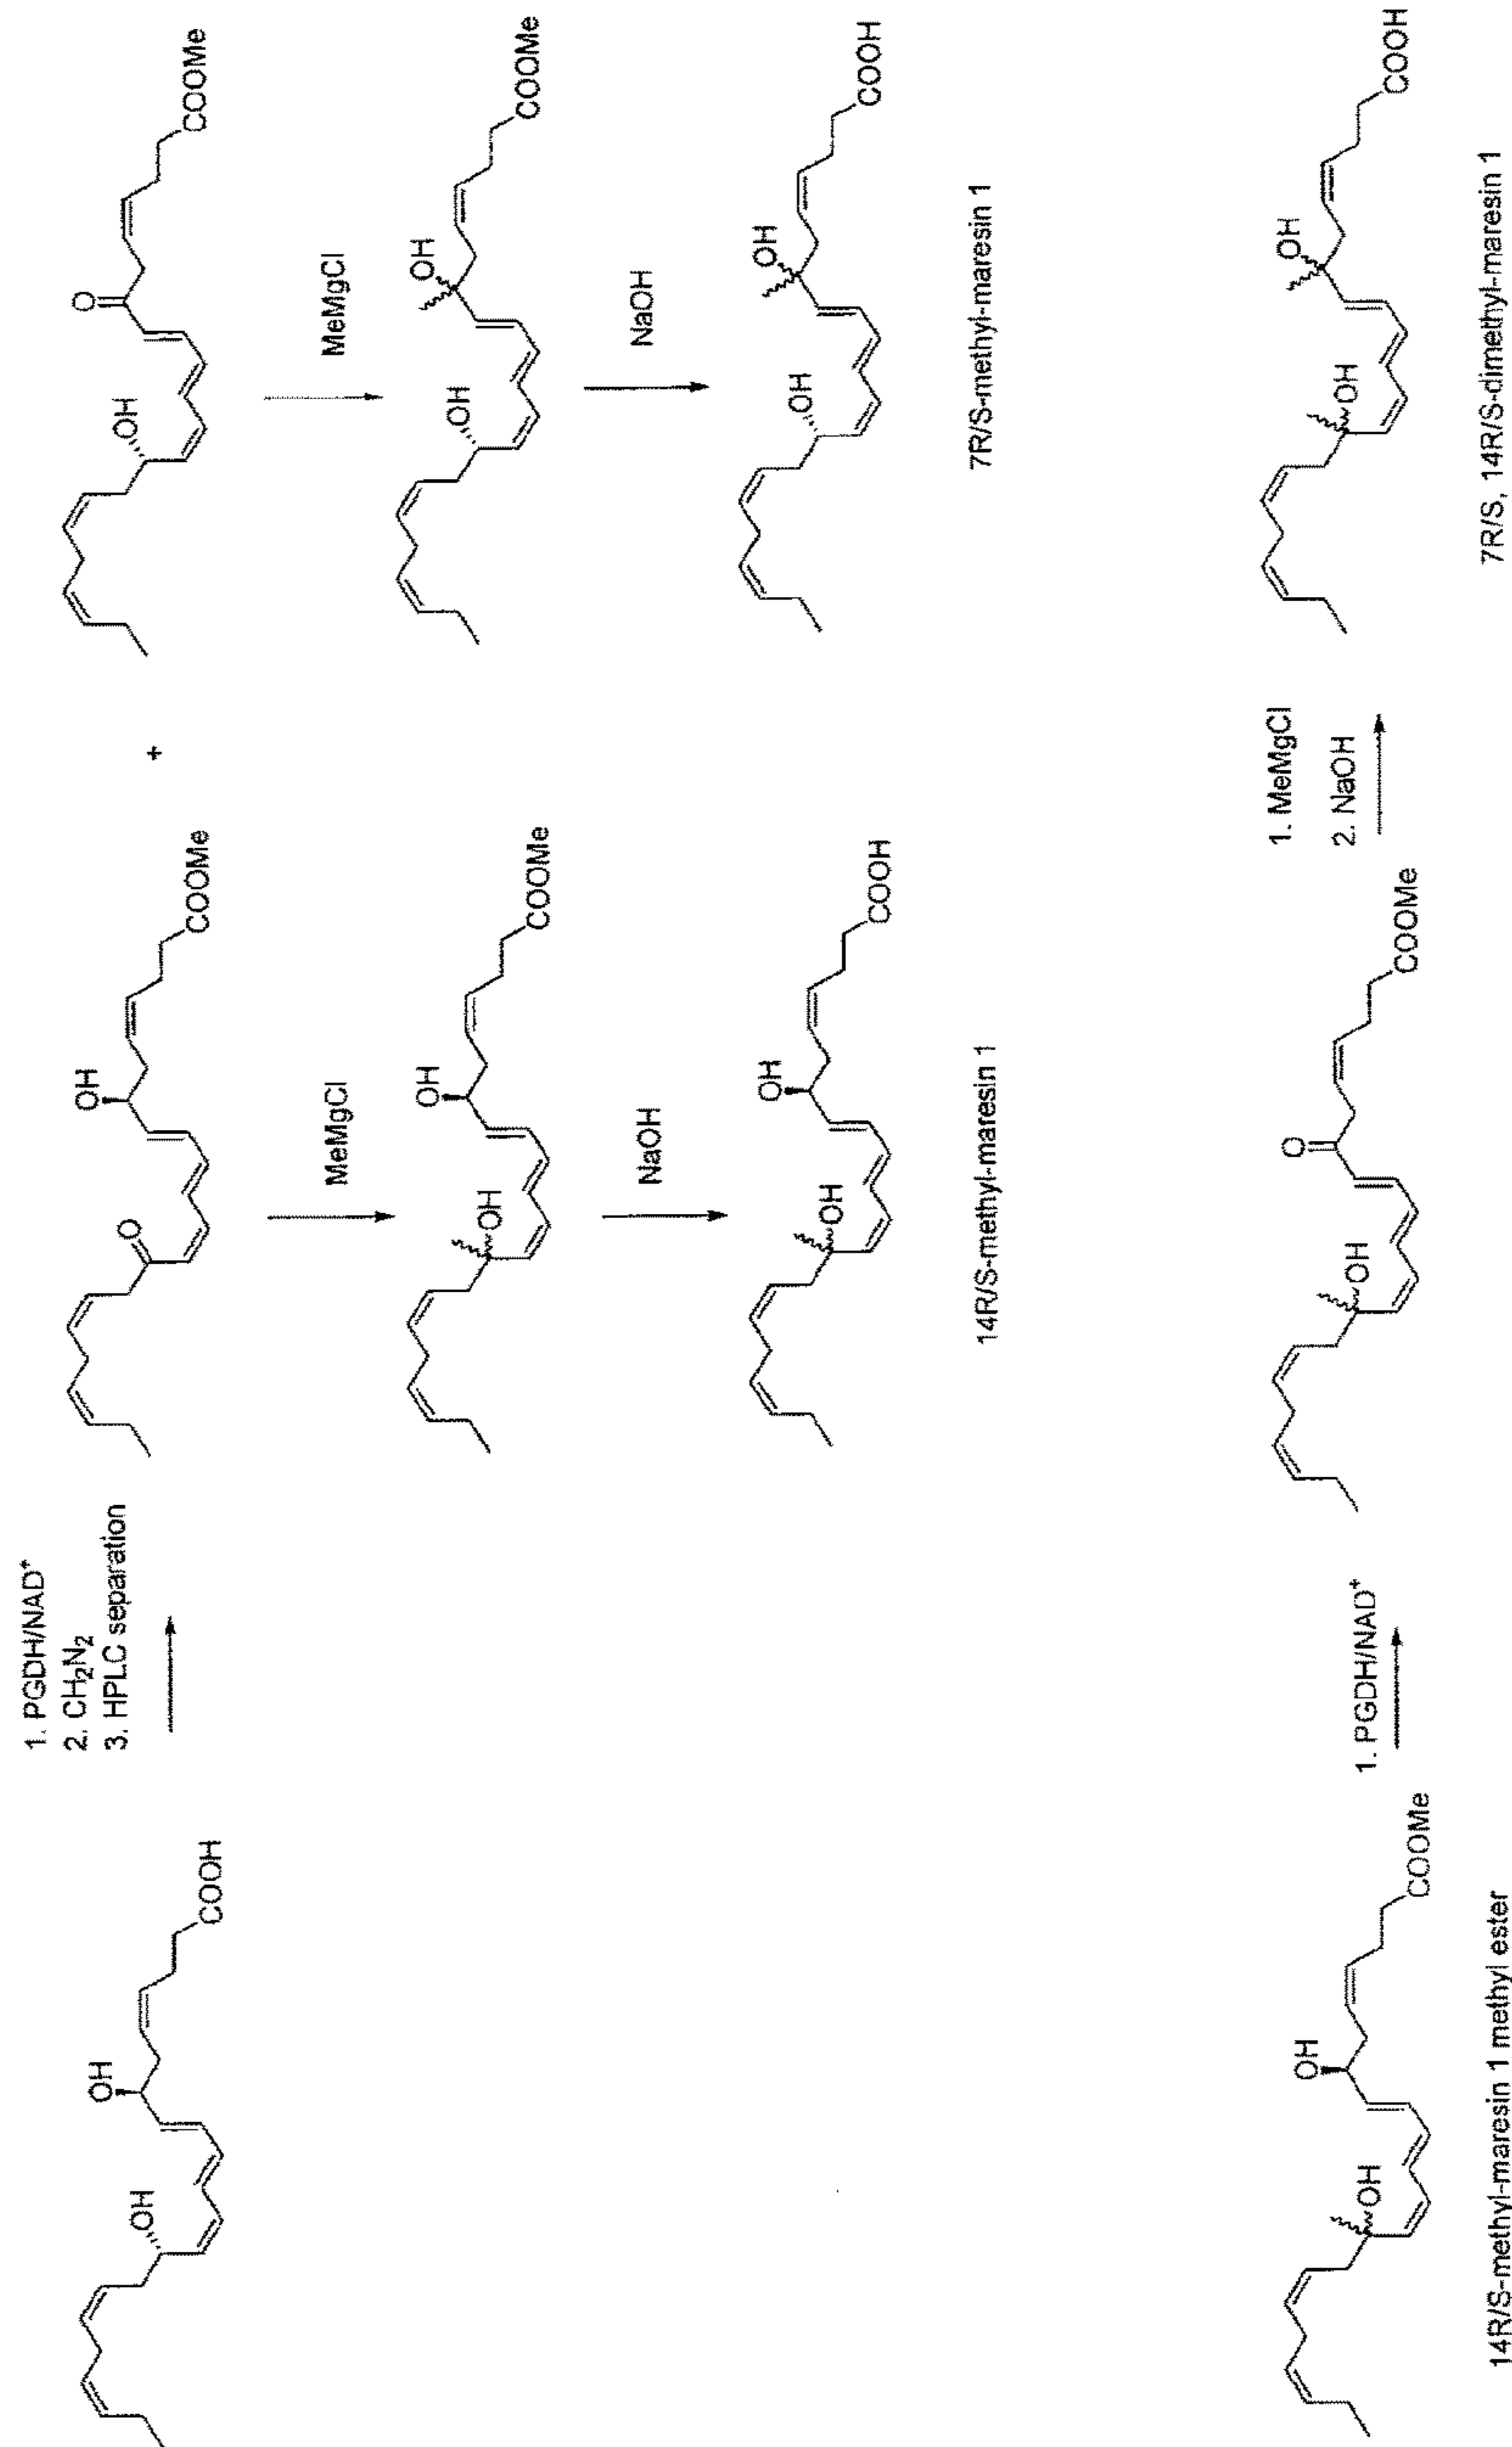 1. PGDH/NAD⁺
2. CH₂N₂
3. HPLC separation
OH
OH
COOH
O
OH
COOMe
+
OH
O
COOMe
MeMgCl
MeMgCl
OH
OH
COOMe
OH
OH
COOMe
NaOH
NaOH
OH
OH
COOH
OH
OH
COOH
14R/S-methyl-maresin 1
7R/S-methyl-maresin 1
OH
OH
COOMe
1. PGDH/NAD⁺
OH
O
COOMe
1. MeMgCl
2. NaOH
OH
OH
COOH
14R/S-methyl-maresin 1 methyl ester
7R/S, 14R/S-dimethyl-maresin 1